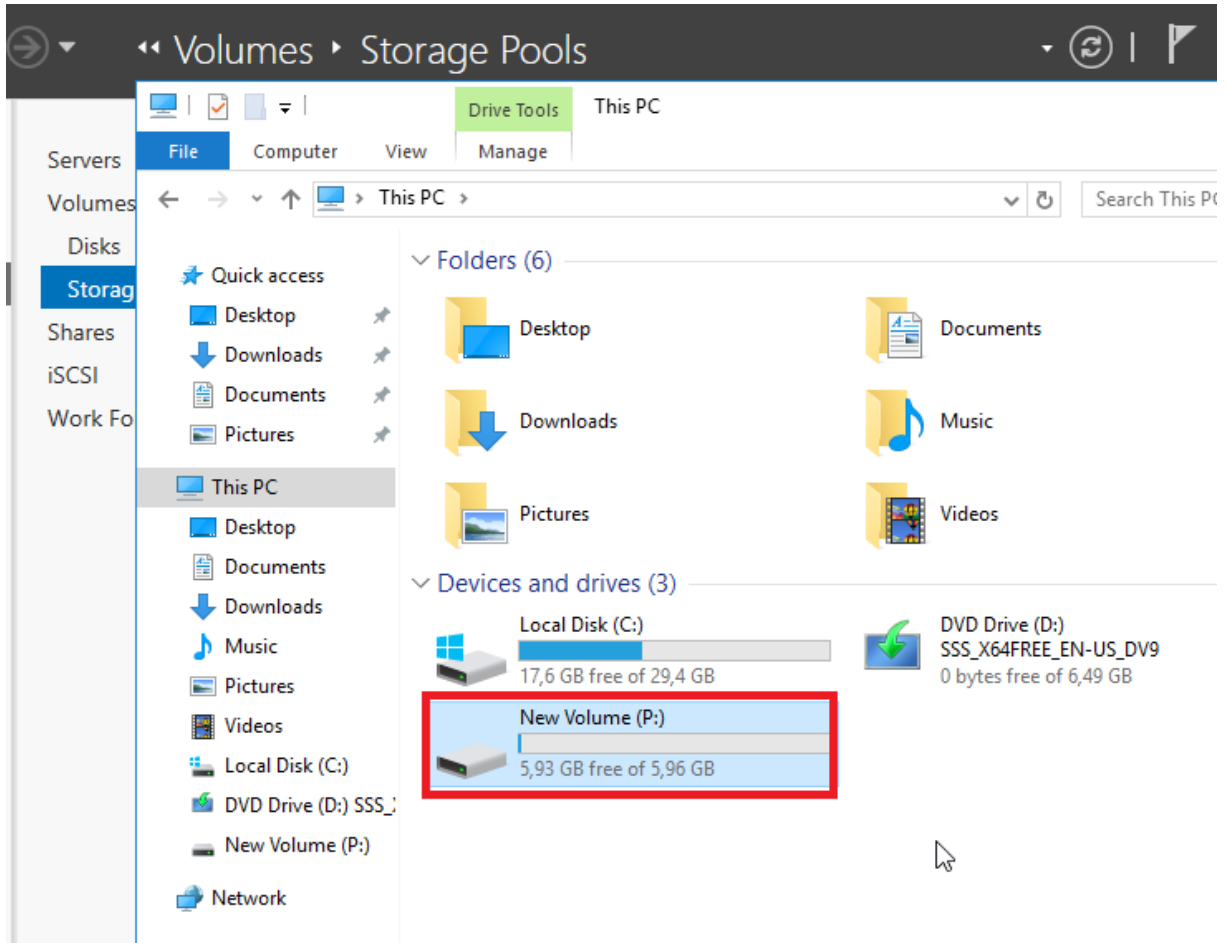 Volumes Storage Pools
Drive Tools This PC
File Computer View Manage
This PC Search This PC
Servers
Volumes
Disks
Storag
Shares
iSCSI
Work Fo
Quick access
Desktop
Downloads
Documents
Pictures
This PC
Desktop
Documents
Downloads
Music
Pictures
Videos
Local Disk (C:)
DVD Drive (D:) SSS_
New Volume (P:)
Network
Folders (6)
Desktop
Documents
Downloads
Music
Pictures
Videos
Devices and drives (3)
Local Disk (C:)
17,6 GB free of 29,4 GB
DVD Drive (D:)
SSS_X64FREE_EN-US_DV9
0 bytes free of 6,49 GB
New Volume (P:)
5,93 GB free of 5,96 GB